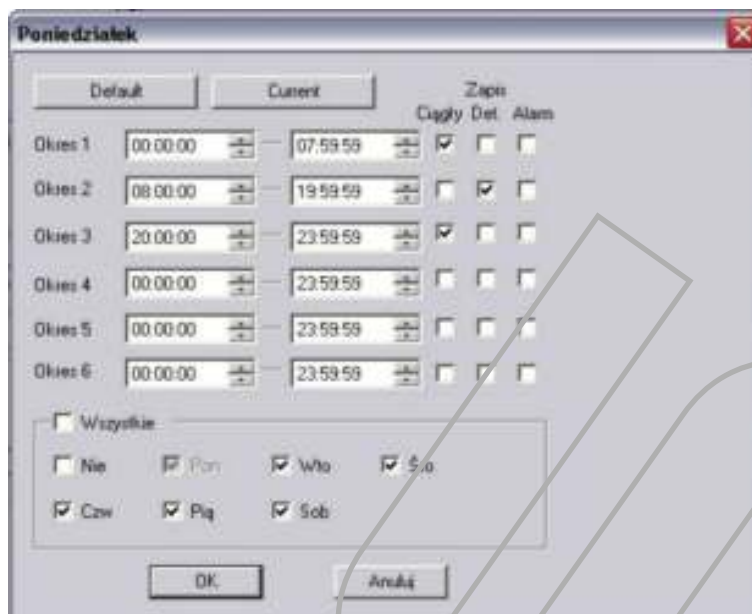 Poniedziałek
Default Current Zapis
Ciągły Det. Alarm
Okres 1 00:00:00 07:59:59
Okres 2 08:00:00 19:59:59
Okres 3 20:00:00 23:59:59
Okres 4 00:00:00 23:59:59
Okres 5 00:00:00 23:59:59
Okres 6 00:00:00 23:59:59
Wszystkie
Nie Pon Wto Śro
Czw Pią Sob
OK Anuluj